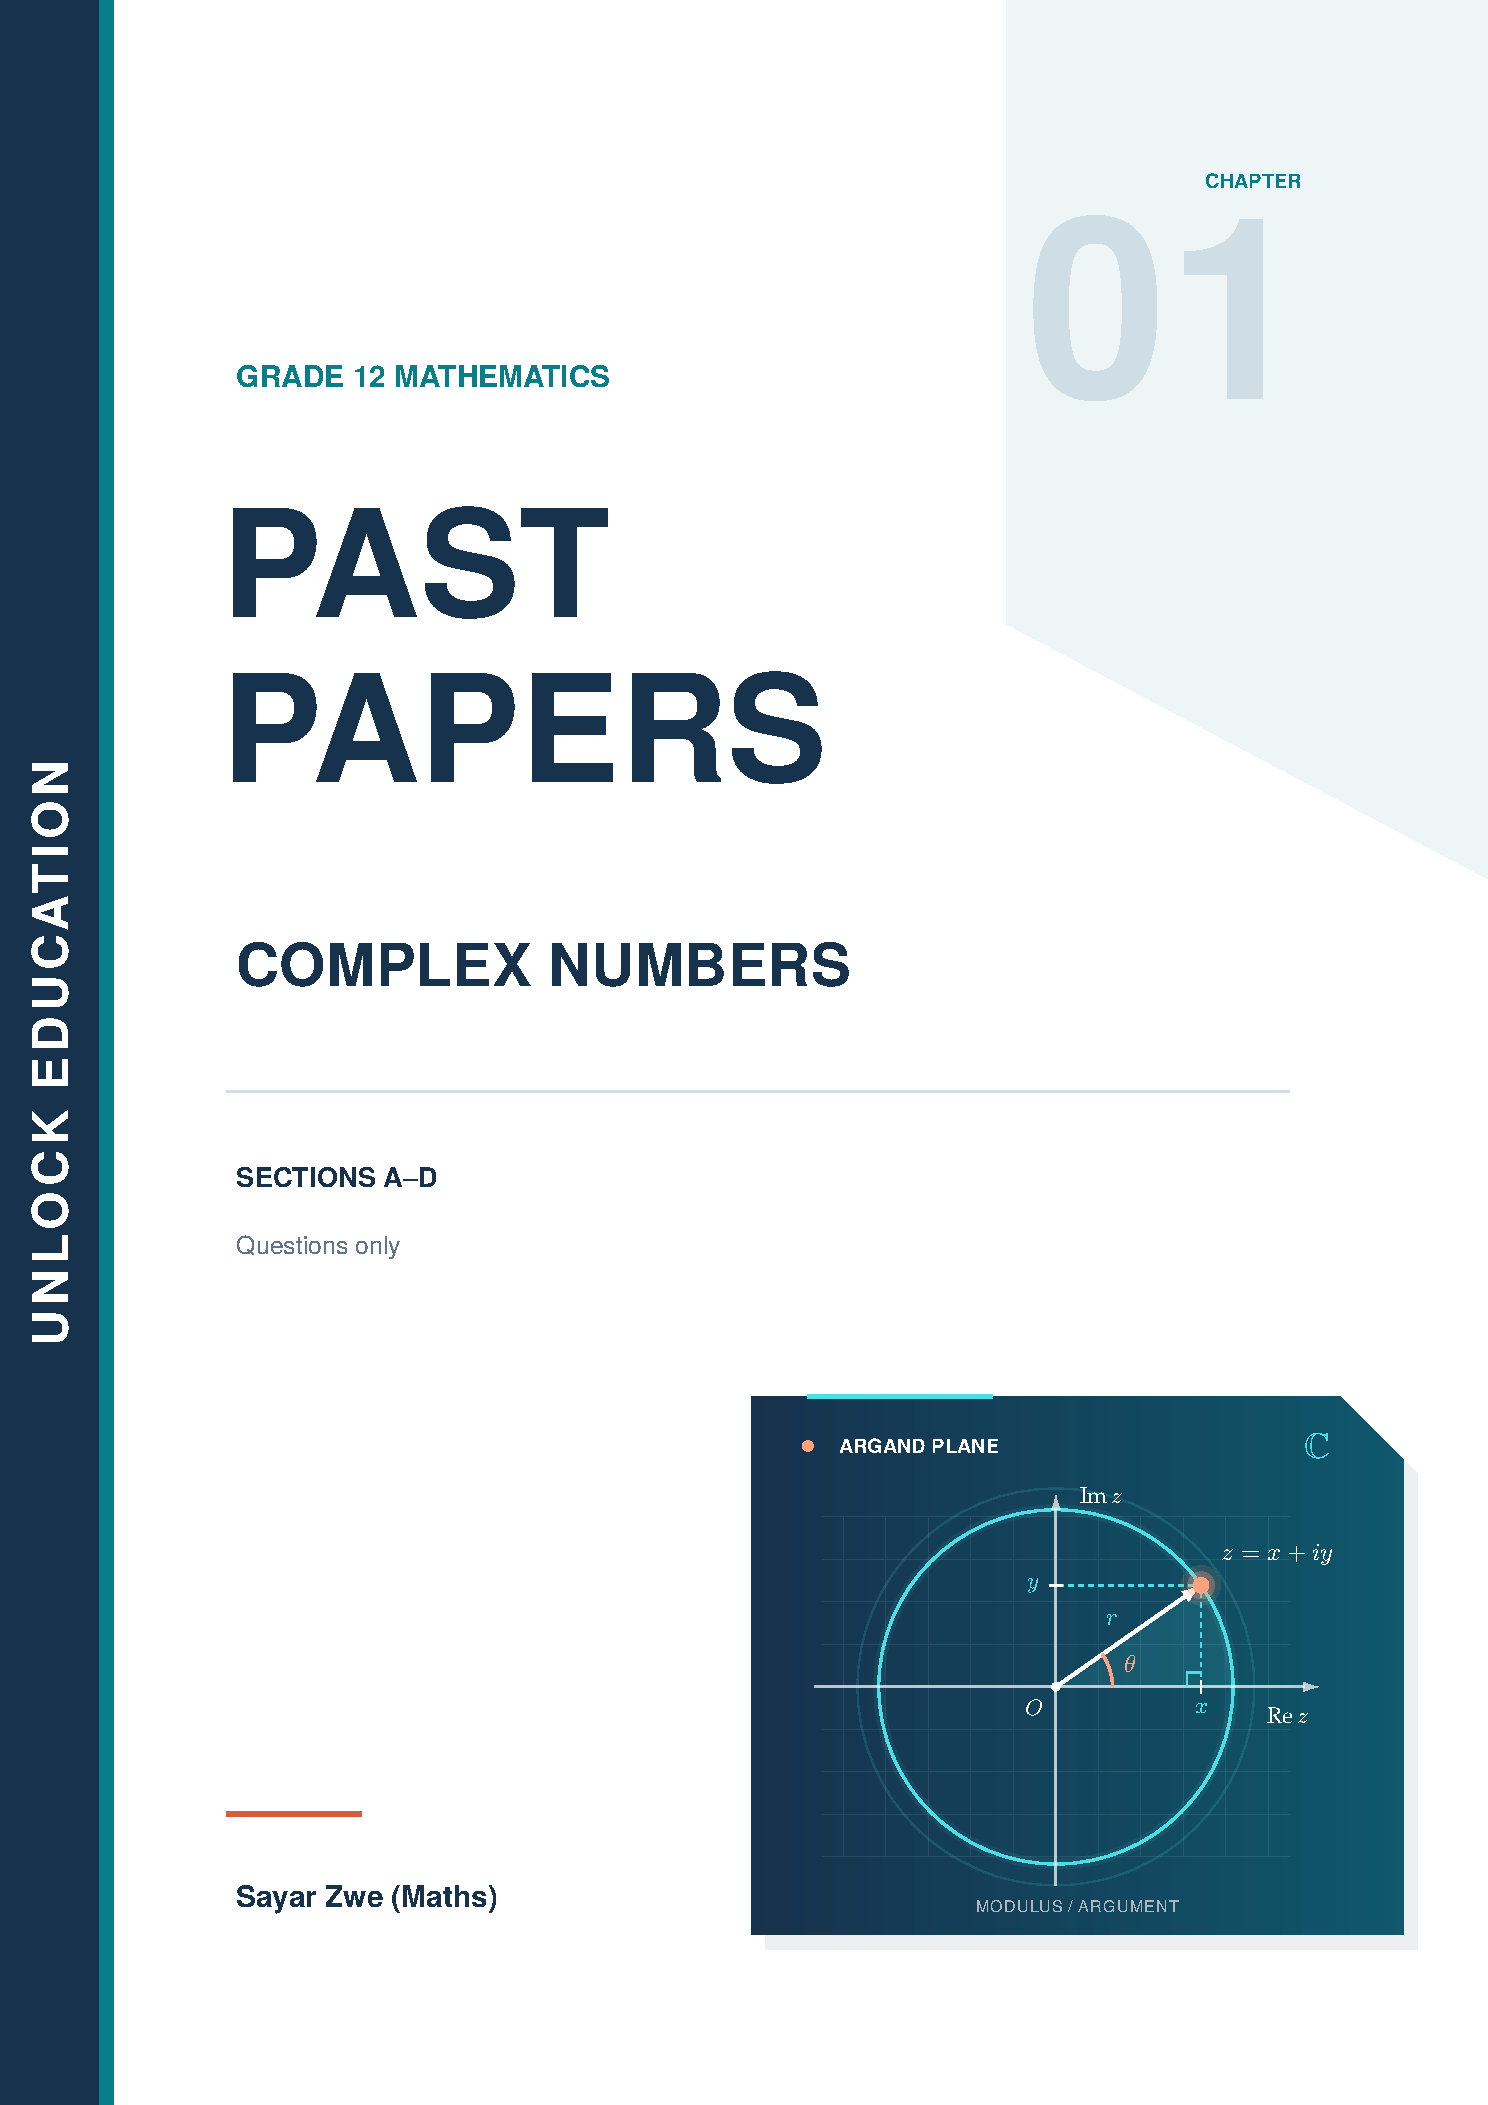 CHAPTER
01
GRADE 12 MATHEMATICS
PAST
PAPERS
COMPLEX NUMBERS
SECTIONS A–D
Questions only
UNLOCK EDUCATION
ARGAND PLANE
ℂ
Im z
z = x + iy
y
r
θ
O
x
Re z
MODULUS / ARGUMENT
Sayar Zwe (Maths)